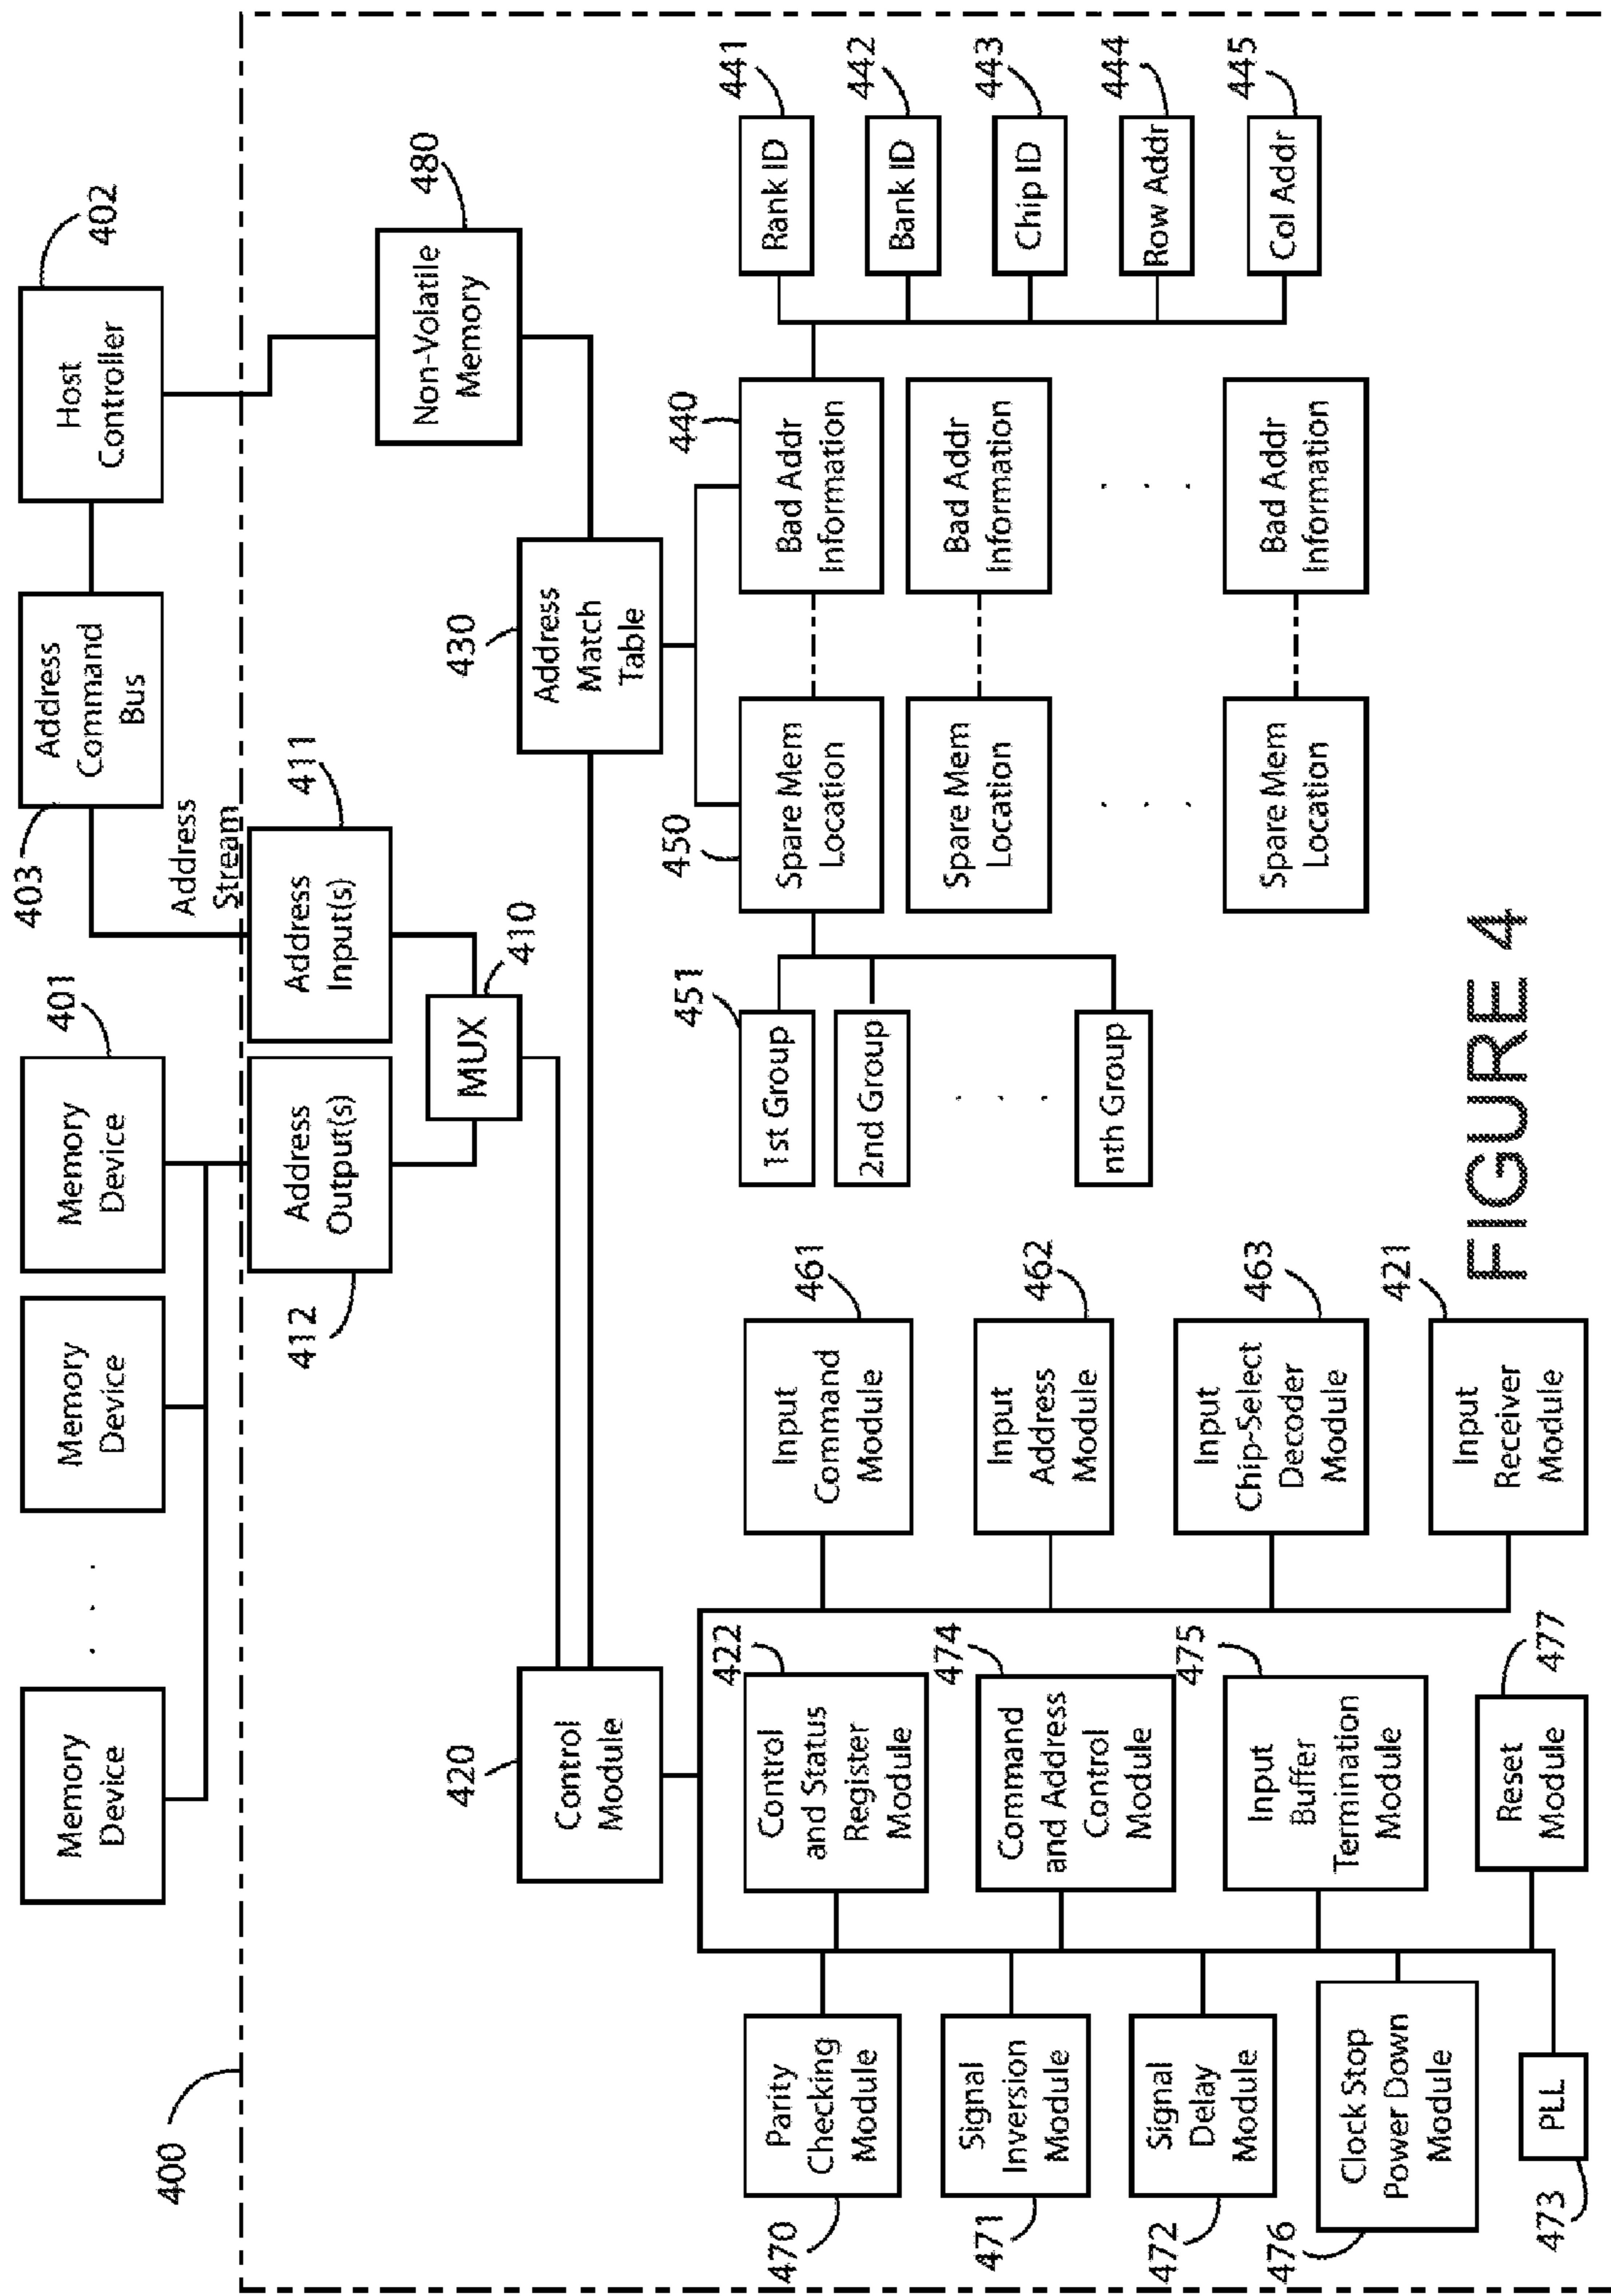 400
Memory
Device
. . .
Memory
Device
Memory
Device
401
403
Address
Command
Bus
Host
Controller
402
Address
Stream
412
Address
Output(s)
Address
Input(s)
411
MUX
410
Non-Volatile
Memory
480
420
Control
Module
430
Address
Match
Table
470
Parity
Checking
Module
422
Control
and Status
Register
Module
Input
Command
Module
461
471
Signal
Inversion
Module
474
Command
and Address
Control
Module
Input
Address
Module
462
472
Signal
Delay
Module
475
Input
Buffer
Termination
Module
Input
Chip-Select
Decoder
Module
463
476
Clock Stop
Power Down
Module
477
Reset
Module
Input
Receiver
Module
421
473
PLL
451
1st Group
2nd Group
. . .
nth Group
450
Spare Mem
Location
440
Bad Addr
Information
Spare Mem
Location
Bad Addr
Information
. . .
. . .
Spare Mem
Location
Bad Addr
Information
Rank ID
441
Bank ID
442
Chip ID
443
Row Addr
444
Col Addr
445
FIGURE 4